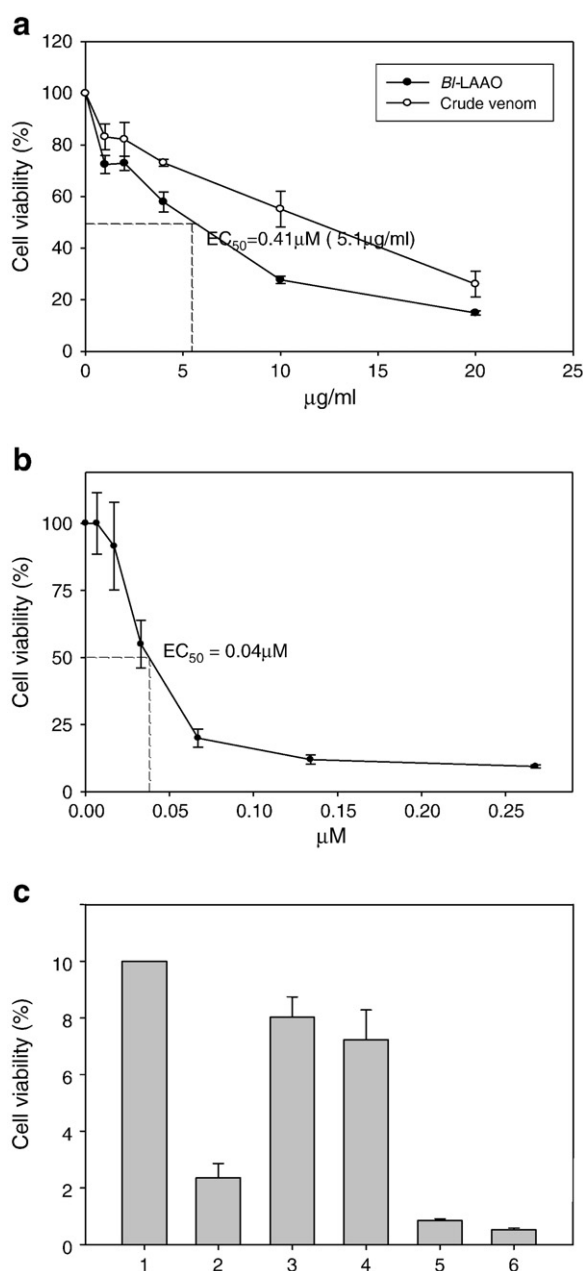 a
120
100
80
60
40
20
0
Cell viability (%)
Bl-LAAO
Crude venom
EC50=0.41μM ( 5.1μg/ml)
0 5 10 15 20 25
μg/ml
b
100
75
50
25
0
Cell viability (%)
EC50 = 0.04μM
0.00 0.05 0.10 0.15 0.20 0.25
μM
c
10
8
6
4
2
0
Cell viability (%)
1 2 3 4 5 6